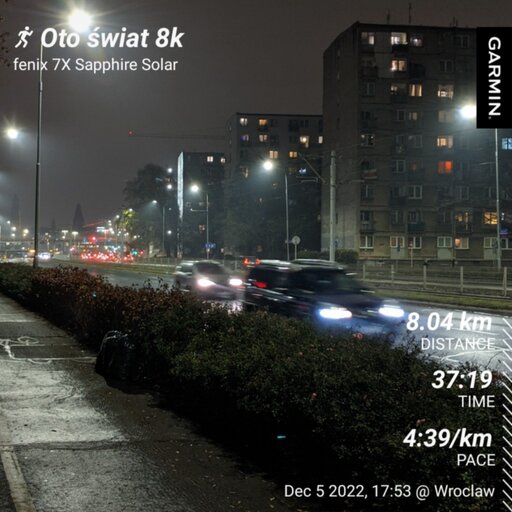 Oto świat 8k
fenix 7X Sapphire Solar
GARMIN
8.04 km
DISTANCE
37:19
TIME
4:39/km
PACE
Dec 5 2022, 17:53 @ Wroclaw